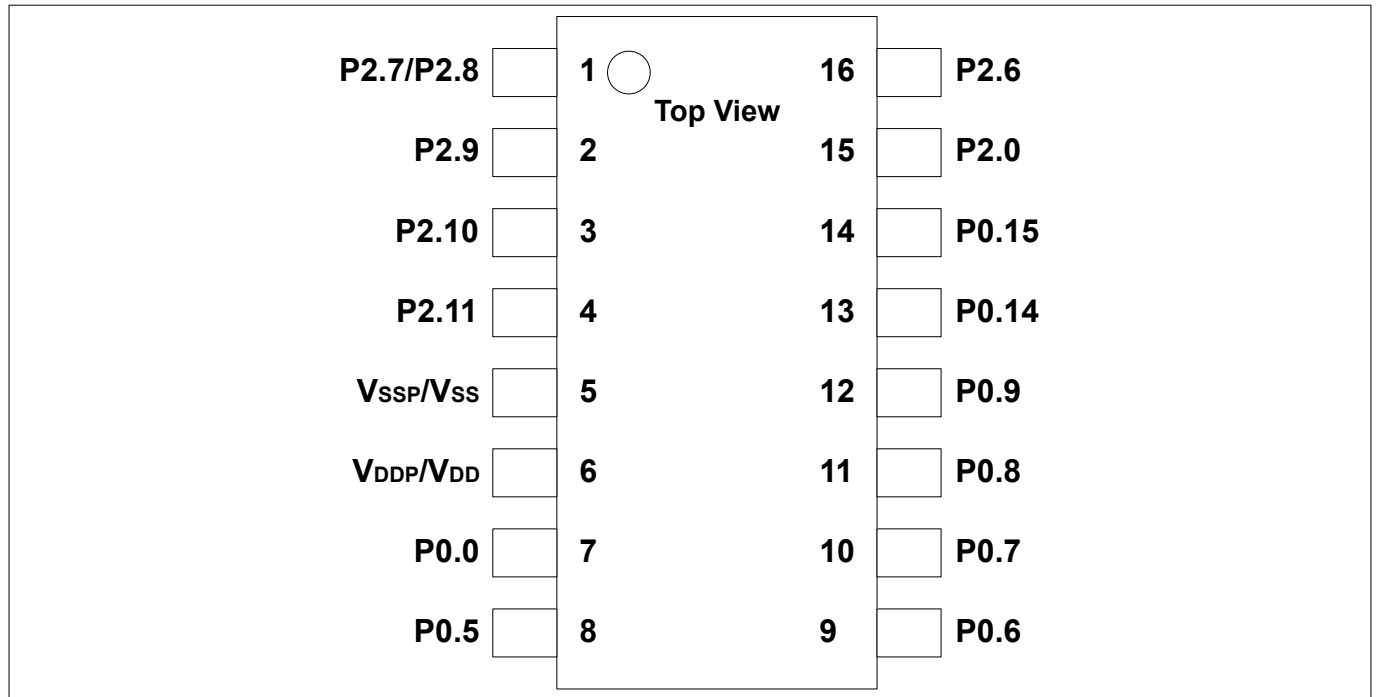 P2.7/P2.8 1 16 P2.6
Top View
P2.9 2 15 P2.0
P2.10 3 14 P0.15
P2.11 4 13 P0.14
VSSP/VSS 5 12 P0.9
VDDP/VDD 6 11 P0.8
P0.0 7 10 P0.7
P0.5 8 9 P0.6